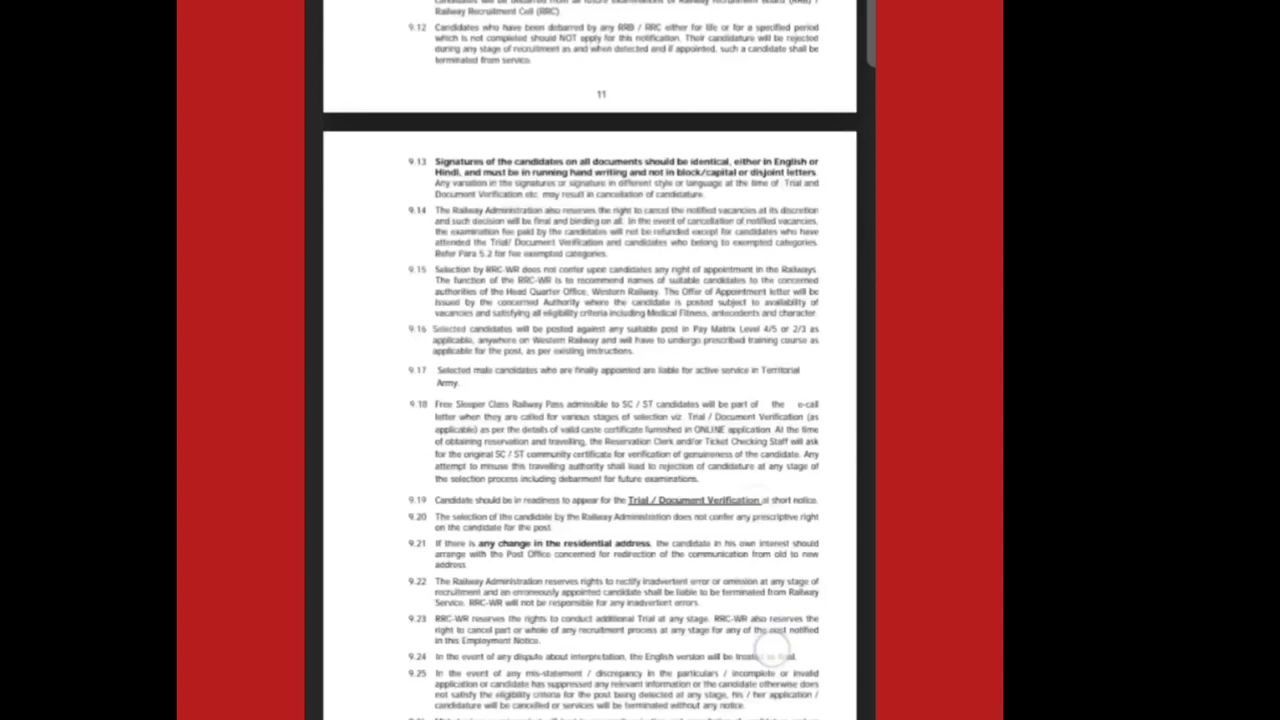 Candidates will be debarred from all future examinations of Railway Recruitment Board (RRB) /
Railway Recruitment Cell (RRC).
9.12 Candidates who have been debarred by any RRB / RRC either for life or for a specified period
which is not completed should NOT apply for this notification. Their candidature will be rejected
during any stage of recruitment as and when detected and if appointed, such a candidate shall be
terminated from service.
11
9.13 Signatures of the candidates on all documents should be identical, either in English or
Hindi, and must be in running hand writing and not in block/capital or disjoint letters.
Any variation in the signatures or signature in different style or language at the time of Trial and
Document Verification etc. may result in cancellation of candidature.
9.14 The Railway Administration also reserves the right to cancel the notified vacancies at its discretion
and such decision will be final and binding on all. In the event of cancellation of notified vacancies,
the examination fee paid by the candidates will not be refunded except for candidates who have
attended the Trial/ Document Verification and candidates who belong to exempted categories.
Refer Para 5.2 for fee exempted categories.
9.15 Selection by RRC-WR does not confer upon candidates any right of appointment in the Railways.
The function of the RRC-WR is to recommend names of suitable candidates to the concerned
authorities of the Head Quarter Office, Western Railway. The Offer of Appointment letter will be
issued by the concerned Authority where the candidate is posted subject to availability of
vacancies and satisfying all eligibility criteria including Medical Fitness, antecedents and character.
9.16 Selected candidates will be posted against any suitable post in Pay Matrix Level 4/5 or 2/3 as
applicable, anywhere on Western Railway and will have to undergo prescribed training course as
applicable for the post, as per existing instructions.
9.17 Selected male candidates who are finally appointed are liable for active service in Territorial
Army.
9.18 Free Sleeper Class Railway Pass admissible to SC / ST candidates will be part of the e-call
letter when they are called for various stages of selection viz. Trial / Document Verification (as
applicable) as per the details of valid caste certificate furnished in ONLINE application. At the time
of obtaining reservation and travelling, the Reservation Clerk and/or Ticket Checking Staff will ask
for the original SC / ST community certificate for verification of genuineness of the candidate. Any
attempt to misuse this travelling authority shall lead to rejection of candidature at any stage of
the selection process including debarment for future examinations.
9.19 Candidate should be in readiness to appear for the Trial / Document Verification at short notice.
9.20 The selection of the candidate by the Railway Administration does not confer any prescriptive right
on the candidate for the post.
9.21 If there is any change in the residential address, the candidate in his own interest should
arrange with the Post Office concerned for redirection of the communication from old to new
address.
9.22 The Railway Administration reserves rights to rectify inadvertent error or omission at any stage of
recruitment and an erroneously appointed candidate shall be liable to be terminated from Railway
Service. RRC-WR will not be responsible for any inadvertent errors.
9.23 RRC-WR reserves the rights to conduct additional Trial at any stage. RRC-WR also reserves the
right to cancel part or whole of any recruitment process at any stage for any of the post notified
in this Employment Notice.
9.24 In the event of any dispute about interpretation, the English version will be treated as final.
9.25 In the event of any mis-statement / discrepancy in the particulars / incomplete or invalid
application or candidate has suppressed any relevant information or the candidate otherwise does
not satisfy the eligibility criteria for the post being detected at any stage, his / her application /
candidature will be cancelled or services will be terminated without any notice.